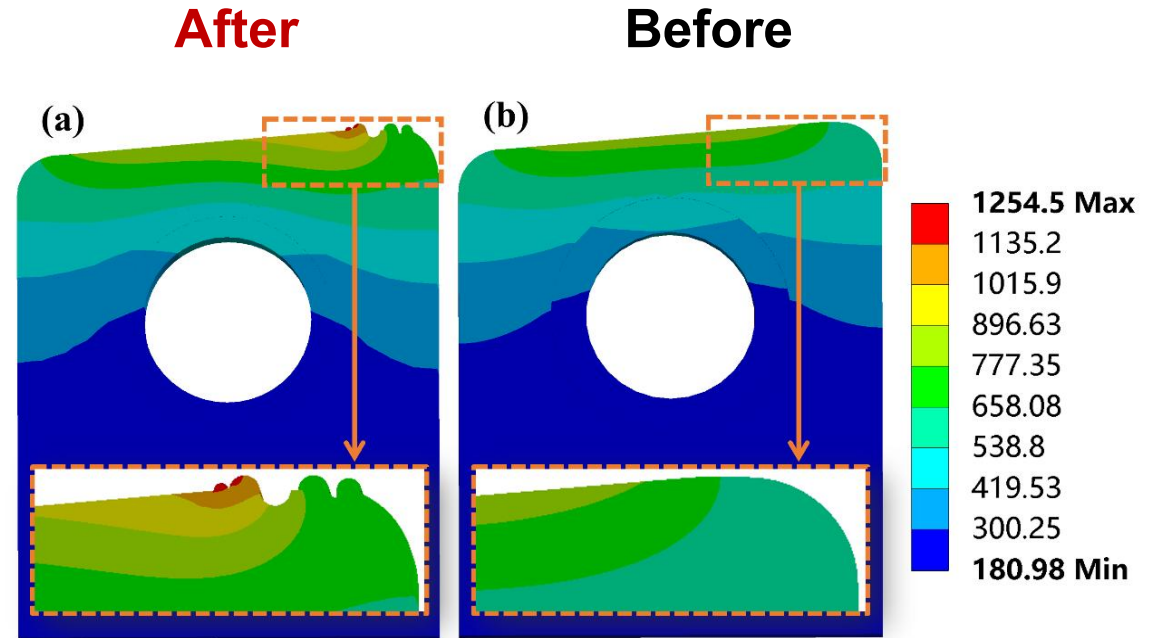 After
Before
(a)
(b)
1254.5 Max
1135.2
1015.9
896.63
777.35
658.08
538.8
419.53
300.25
180.98 Min